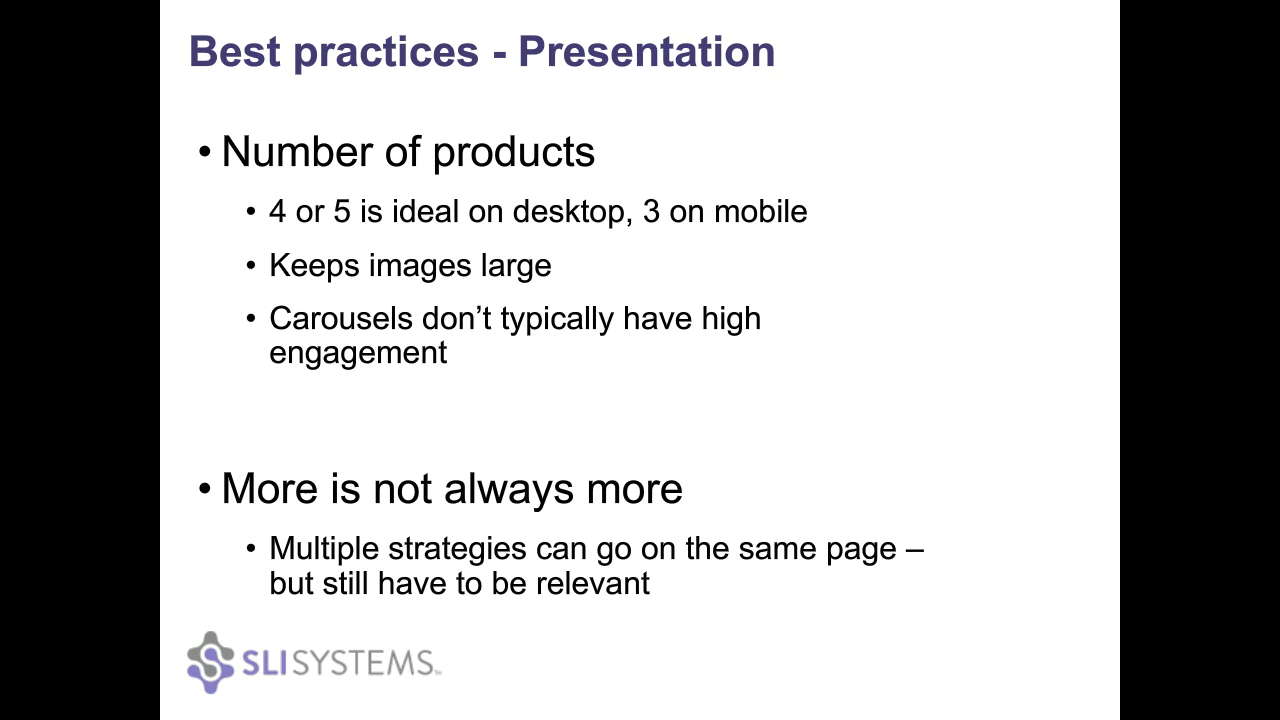 Best practices - Presentation
• Number of products
• 4 or 5 is ideal on desktop, 3 on mobile
• Keeps images large
• Carousels don’t typically have high
engagement
• More is not always more
• Multiple strategies can go on the same page –
but still have to be relevant
SLISYSTEMS